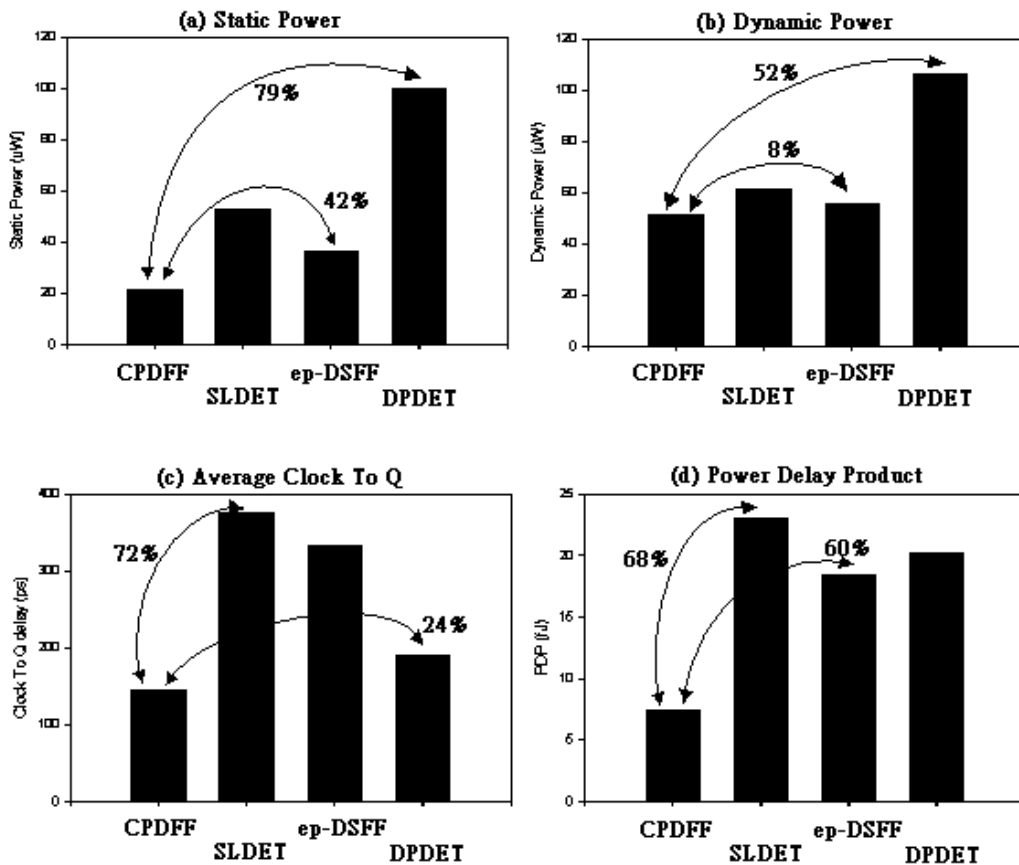 (a) Static Power
120
100
80
60
40
20
0
Static Power (uW)
79%
42%
CPDFF
SLDET
ep-DSFF
DPDET
(b) Dynamic Power
120
100
80
60
40
20
0
Dynamic Power (uW)
52%
8%
CPDFF
SLDET
ep-DSFF
DPDET
(c) Average Clock To Q
400
300
200
100
0
Clock To Q delay (ps)
72%
24%
CPDFF
SLDET
ep-DSFF
DPDET
(d) Power Delay Product
25
20
15
10
5
0
PDP (fJ)
68%
60%
CPDFF
SLDET
ep-DSFF
DPDET